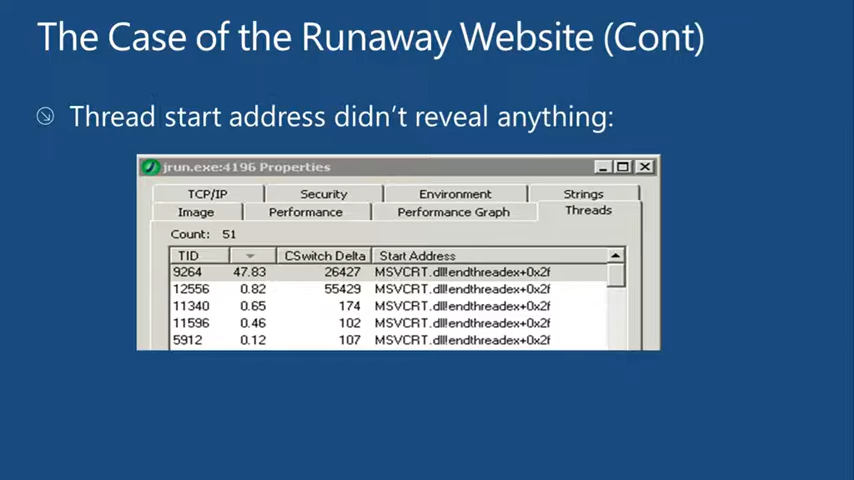 The Case of the Runaway Website (Cont)
Thread start address didn't reveal anything:
jrun.exe:4196 Properties
TCP/IP Security Environment Strings
Image Performance Performance Graph Threads
Count: 51
TID CSwitch Delta Start Address
9264 47.83 26427 MSVCRT.dll!endthreadex+0x2f
12556 0.82 55429 MSVCRT.dll!endthreadex+0x2f
11340 0.65 174 MSVCRT.dll!endthreadex+0x2f
11596 0.46 102 MSVCRT.dll!endthreadex+0x2f
5912 0.12 107 MSVCRT.dll!endthreadex+0x2f